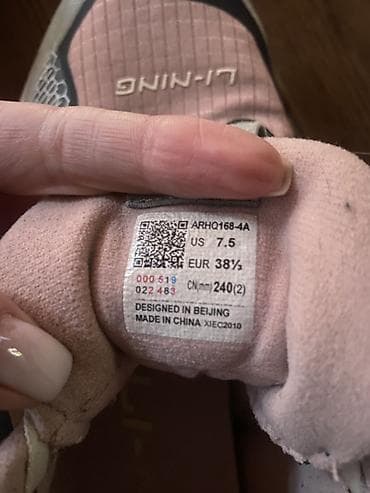 LI-NING
ARHQ168-4A
US 7.5
EUR 38⅓
000 519
022 483
CN(mm) 240(2)
DESIGNED IN BEIJING
MADE IN CHINA XIEC2010